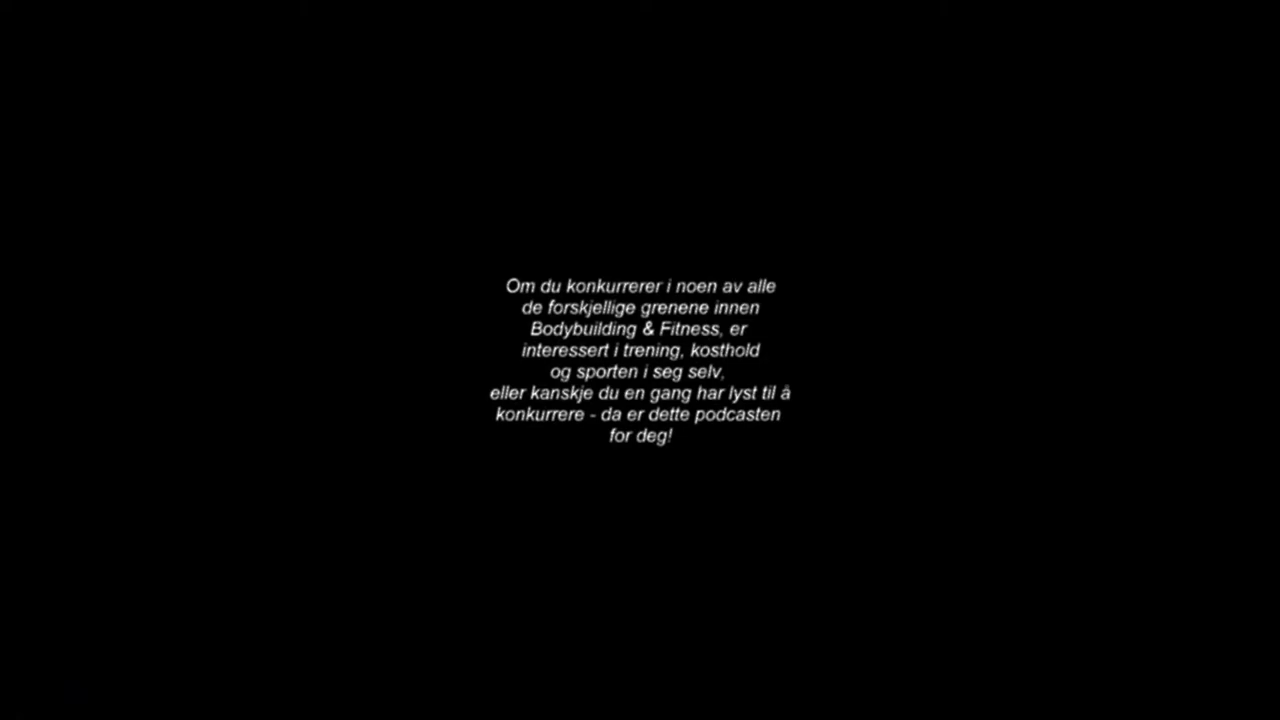 Om du konkurrerer i noen av alle
de forskjellige grenene innen
Bodybuilding & Fitness, er
interessert i trening, kosthold
og sporten i seg selv,
eller kanskje du en gang har lyst til å
konkurrere - da er dette podcasten
for deg!